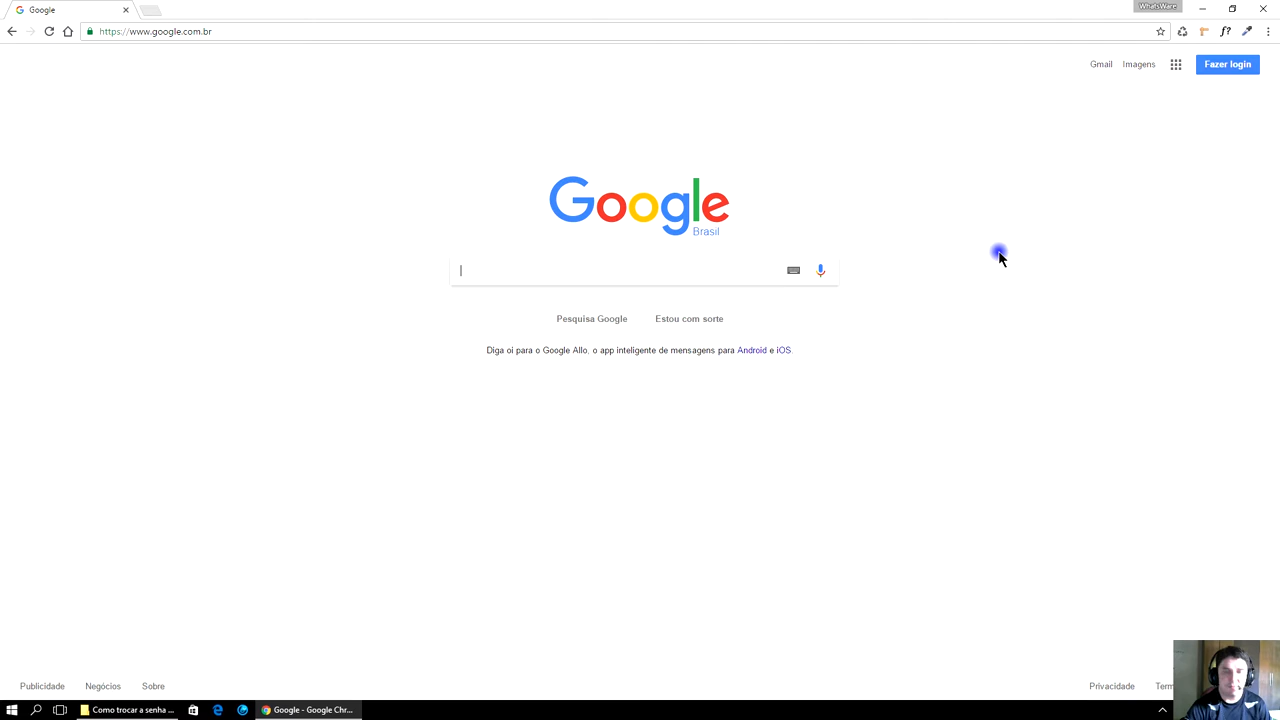 Google
WhatsWare
https://www.google.com.br
f?
Gmail Imagens Fazer login
Google
Brasil
Pesquisa Google Estou com sorte
Diga oi para o Google Allo, o app inteligente de mensagens para Android e iOS.
Publicidade Negócios Sobre Privacidade
Como trocar a senha ... Google - Google Chr...